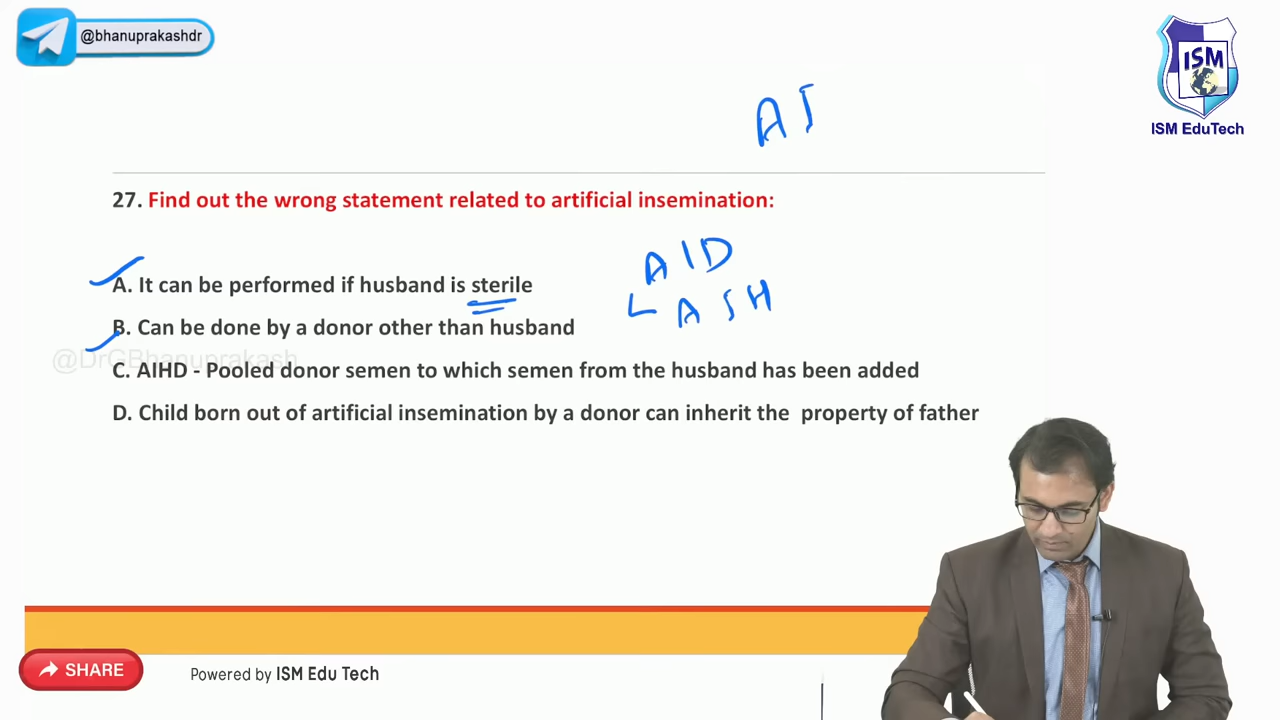 @bhanuprakashdr
ISM
ISM EduTech
AI
27. Find out the wrong statement related to artificial insemination:
A. It can be performed if husband is sterile
AID
B. Can be done by a donor other than husband
@DrGBhanuprakash
C. AIHD - Pooled donor semen to which semen from the husband has been added
D. Child born out of artificial insemination by a donor can inherit the property of father
SHARE
Powered by ISM Edu Tech